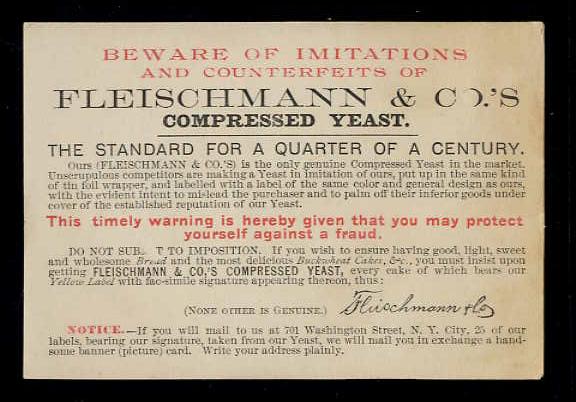 BEWARE OF IMITATIONS
AND COUNTERFEITS OF
FLEISCHMANN & CO.'S
COMPRESSED YEAST.
THE STANDARD FOR A QUARTER OF A CENTURY.
Ours (FLEISCHMANN & CO.'S) is the only genuine Compressed Yeast in the market.
Unscrupulous competitors are making a Yeast in imitation of ours, put up in the same kind
of tin foil wrapper, and labelled with a label of the same color and general design as ours,
with the evident intent to mislead the purchaser and to palm off their inferior goods under
cover of the established reputation of our Yeast.
This timely warning is hereby given that you may protect
yourself against a fraud.
DO NOT SUB T TO IMPOSITION. If you wish to ensure having good, light, sweet
and wholesome Bread and the most delicious Buckwheat Cakes, &c., you must insist upon
getting FLEISCHMANN & CO.'S COMPRESSED YEAST, every cake of which bears our
Yellow Label with fac-simile signature appearing thereon, thus:
(NONE OTHER IS GENUINE.) Fleischmann & Co
NOTICE.—If you will mail to us at 701 Washington Street, N. Y. City, 25 of our
labels, bearing our signature, taken from our Yeast, we will mail you in exchange a hand-
some banner (picture) card. Write your address plainly.